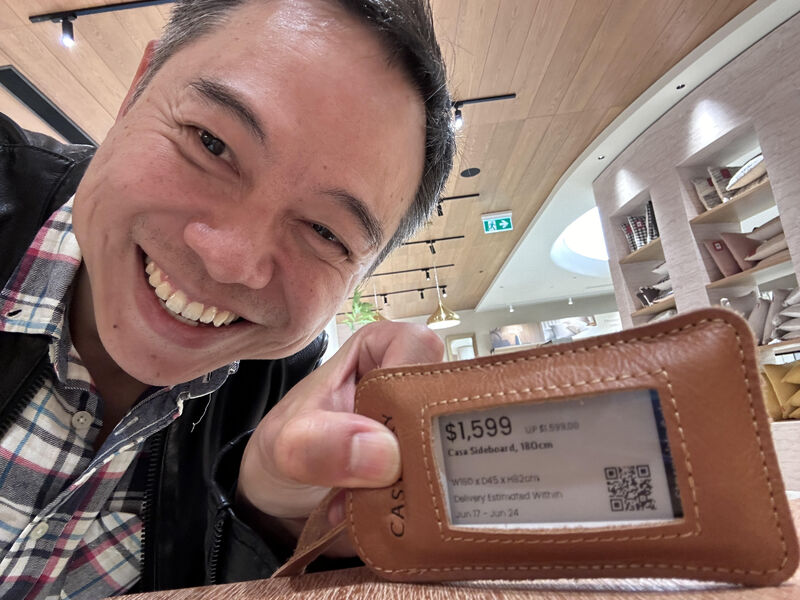 $1,599 UP $1,599.00
Casa Sideboard, 180cm
W180 x D45 x H82cm
Delivery Estimated Within
Jun 17 - Jun 24